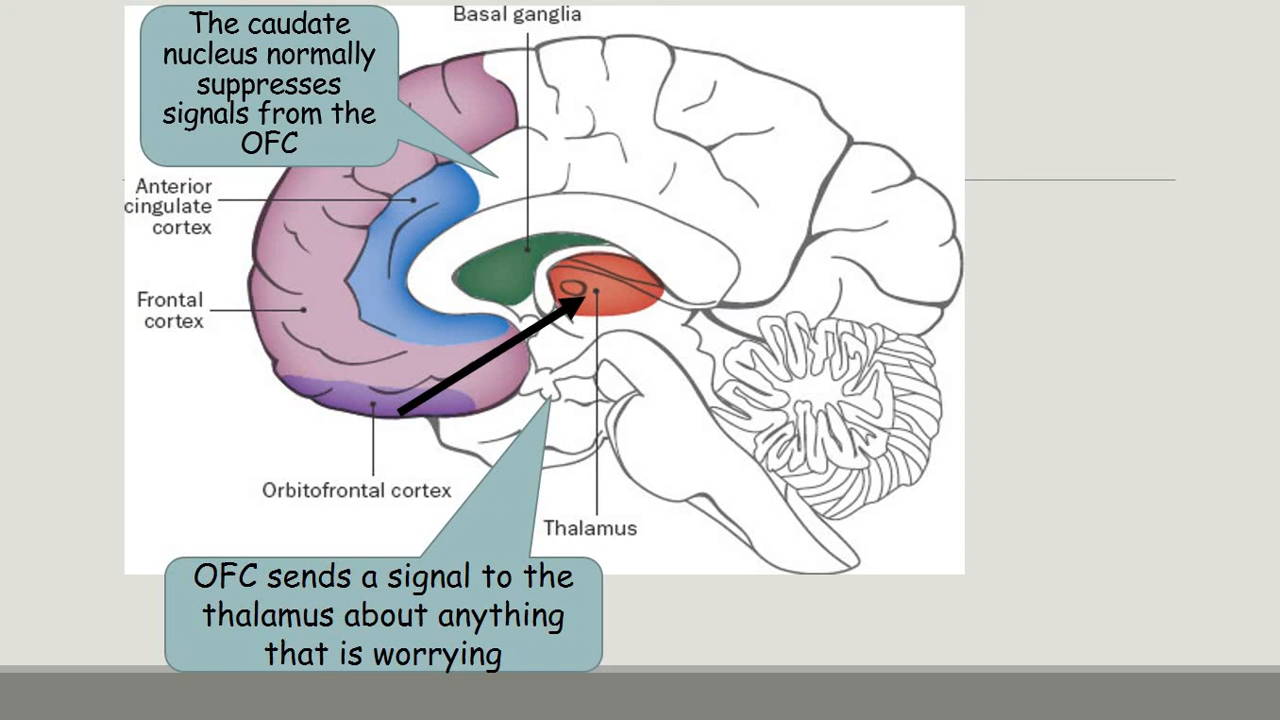 Basal ganglia
The caudate
nucleus normally
suppresses
signals from the
OFC
Anterior
cingulate
cortex
Frontal
cortex
Orbitofrontal cortex
Thalamus
OFC sends a signal to the
thalamus about anything
that is worrying